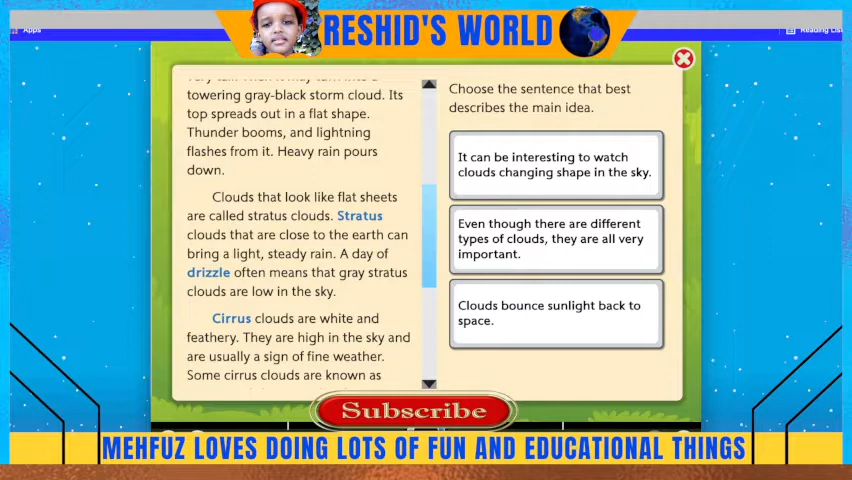 RESHID'S WORLD
Apps
Reading List
towering gray-black storm cloud. Its
top spreads out in a flat shape.
Thunder booms, and lightning
flashes from it. Heavy rain pours
down.
Clouds that look like flat sheets
are called stratus clouds. Stratus
clouds that are close to the earth can
bring a light, steady rain. A day of
drizzle often means that gray stratus
clouds are low in the sky.
Cirrus clouds are white and
feathery. They are high in the sky and
are usually a sign of fine weather.
Some cirrus clouds are known as
Choose the sentence that best
describes the main idea.
It can be interesting to watch
clouds changing shape in the sky.
Even though there are different
types of clouds, they are all very
important.
Clouds bounce sunlight back to
space.
Subscribe
MEHFUZ LOVES DOING LOTS OF FUN AND EDUCATIONAL THINGS